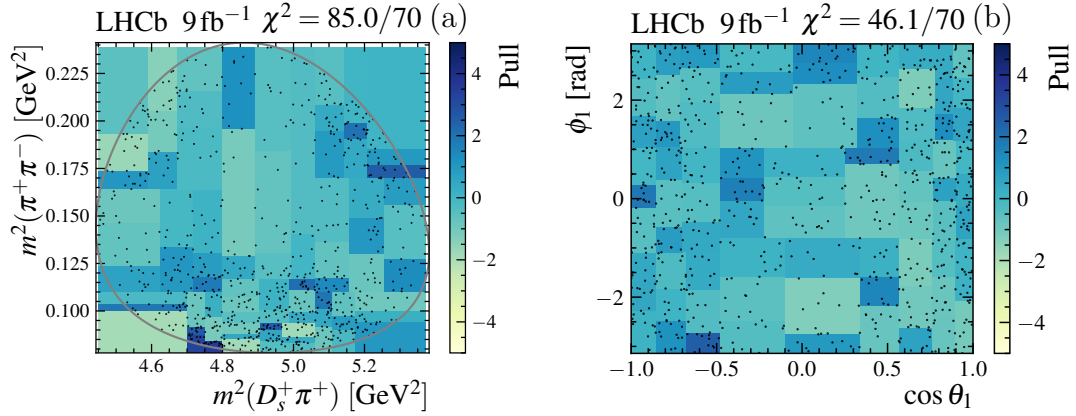 LHCb 9 fb⁻¹ χ² = 85.0/70 (a)
m²(π⁺π⁻) [GeV²]
0.225
0.200
0.175
0.150
0.125
0.100
4.6 4.8 5.0 5.2
m²(D_s⁺π⁺) [GeV²]
Pull
4
2
0
−2
−4
LHCb 9 fb⁻¹ χ² = 46.1/70 (b)
ϕ₁ [rad]
2
0
−2
−1.0 −0.5 0.0 0.5 1.0
cos θ₁
Pull
4
2
0
−2
−4